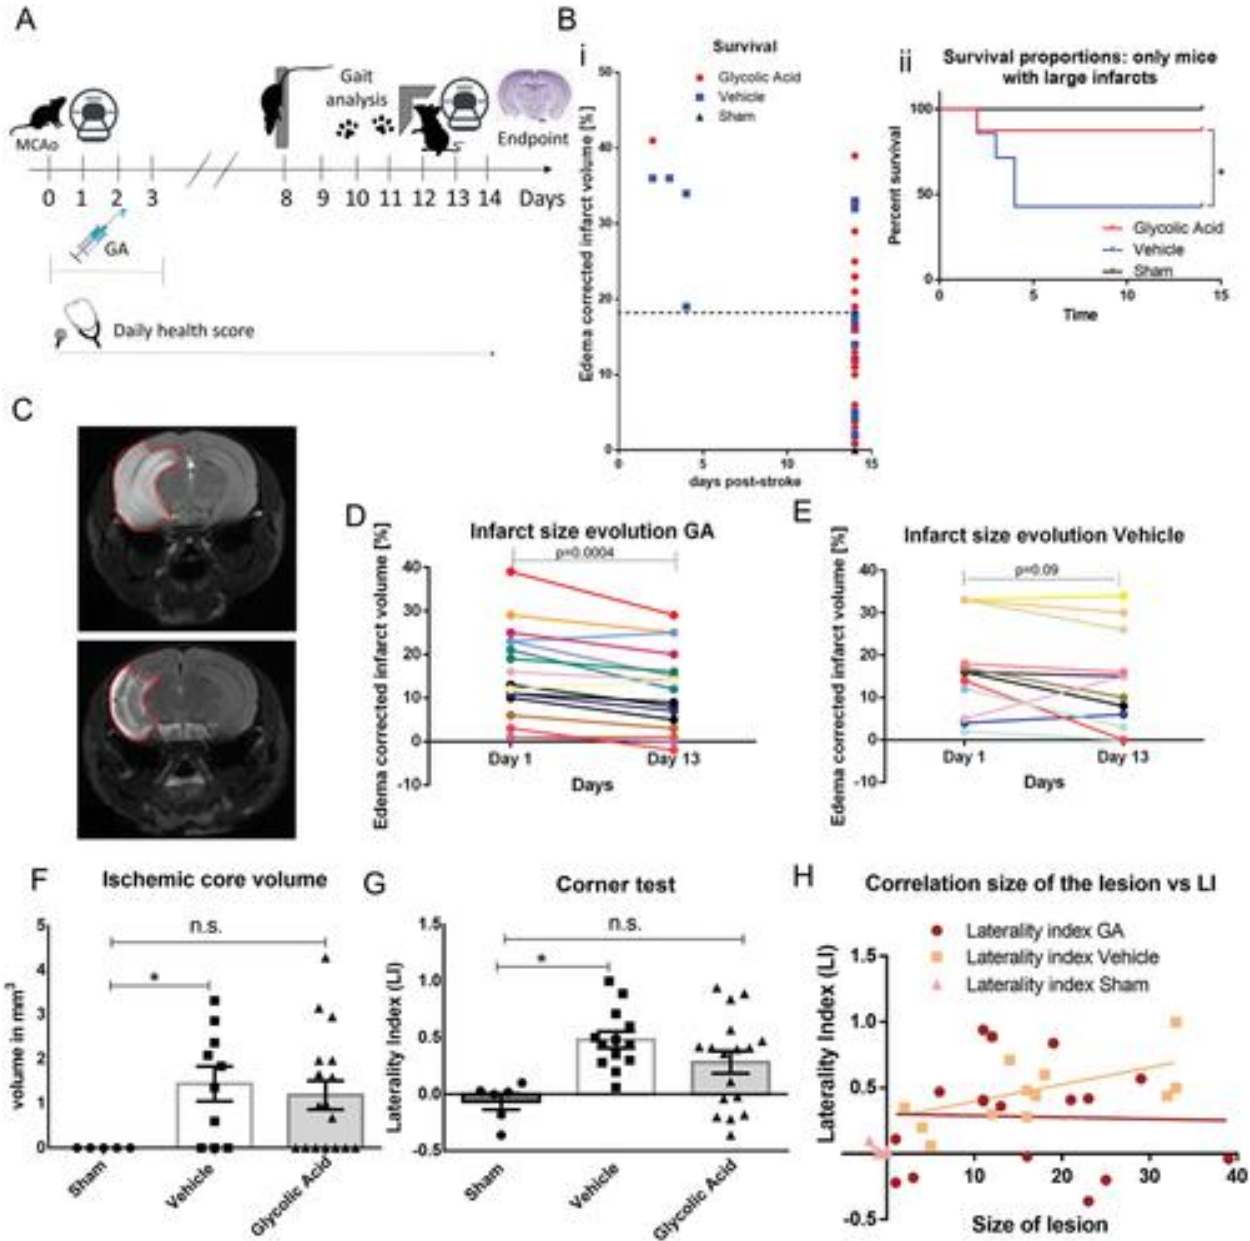 A
MCAo
Gait
analysis
Endpoint
0 1 2 3 8 9 10 11 12 13 14 Days
GA
Daily health score
B
i
Survival
Glycolic Acid
Vehicle
Sham
Edema corrected infarct volume [%]
50
40
30
20
10
0
0 5 10 15
days post-stroke
ii
Survival proportions: only mice
with large infarcts
Percent survival
100
50
0
*
Glycolic Acid
Vehicle
Sham
0 5 10 15
Time
C
D
Infarct size evolution GA
p=0.0004
Edema corrected infarct volume [%]
40
30
20
10
0
-10
Day 1 Day 13
Days
E
Infarct size evolution Vehicle
p=0.09
Edema corrected infarct volume [%]
40
30
20
10
0
-10
Day 1 Day 13
Days
F
Ischemic core volume
n.s.
*
volume in mm³
5
4
3
2
1
0
Sham
Vehicle
Glycolic Acid
G
Corner test
n.s.
*
Laterality Index (LI)
1.5
1.0
0.5
0.0
-0.5
Sham
Vehicle
Glycolic Acid
H
Correlation size of the lesion vs LI
Laterality index GA
Laterality index Vehicle
Laterality index Sham
Laterality Index (LI)
1.5
1.0
0.5
-0.5
10 20 30 40
Size of lesion